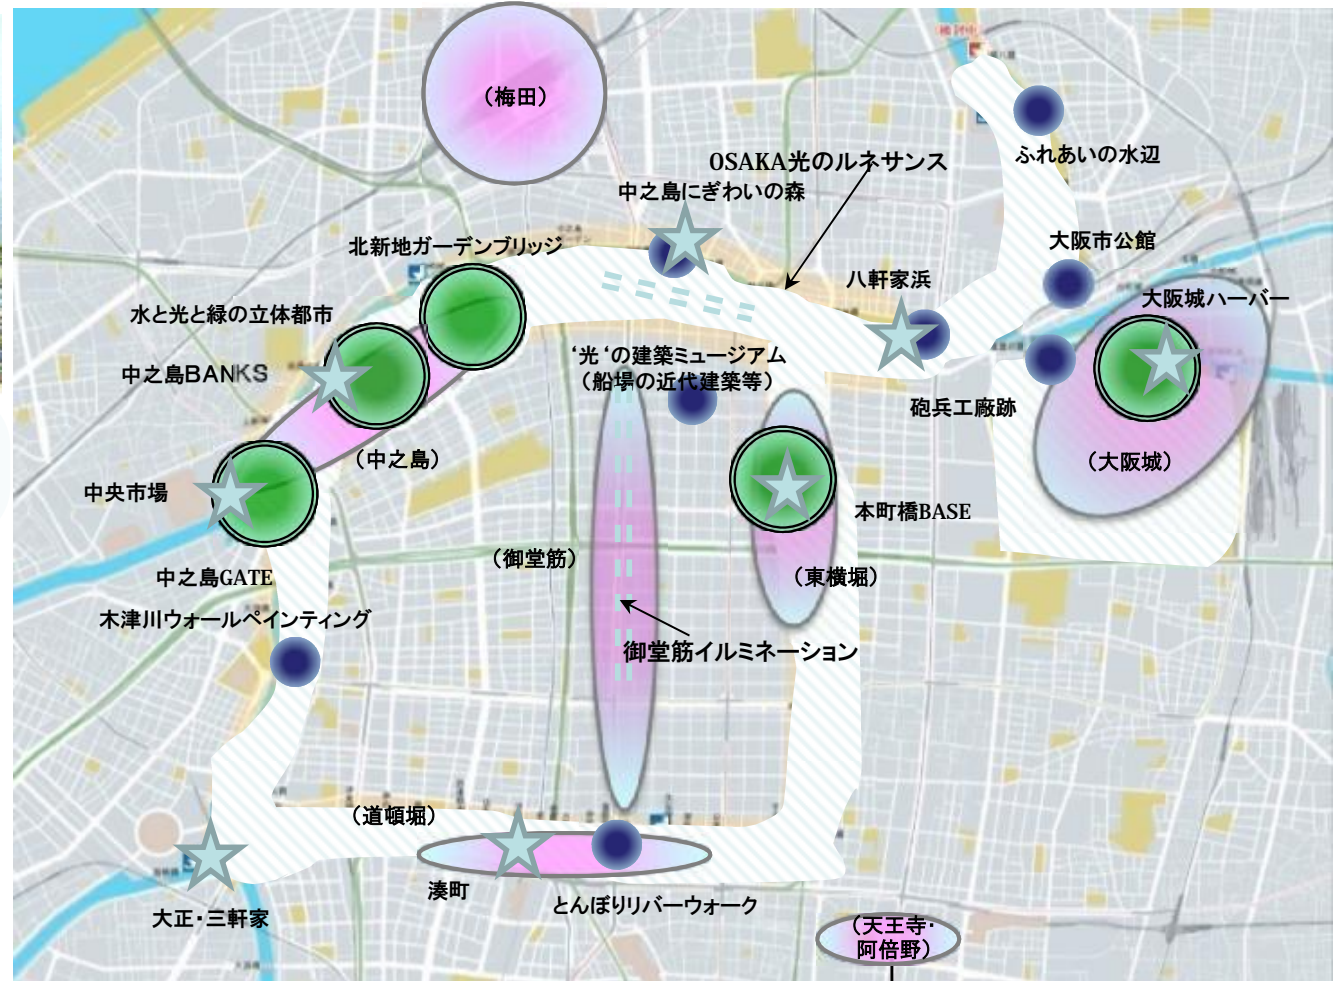 （梅田）
ふれあいの水辺
OSAKA光のルネサンス
中之島にぎわいの森
北新地ガーデンブリッジ
大阪市公館
八軒家浜
大阪城ハーバー
水と光と緑の立体都市
中之島BANKS
‘光‘の建築ミュージアム
（船場の近代建築等）
砲兵工廠跡
（中之島）
（大阪城）
中央市場
本町橋BASE
（御堂筋）
（東横堀）
中之島GATE
木津川ウォールペインティング
御堂筋イルミネーション
（道頓堀）
湊町
とんぼりリバーウォーク
大正・三軒家
（天王寺・
阿倍野）